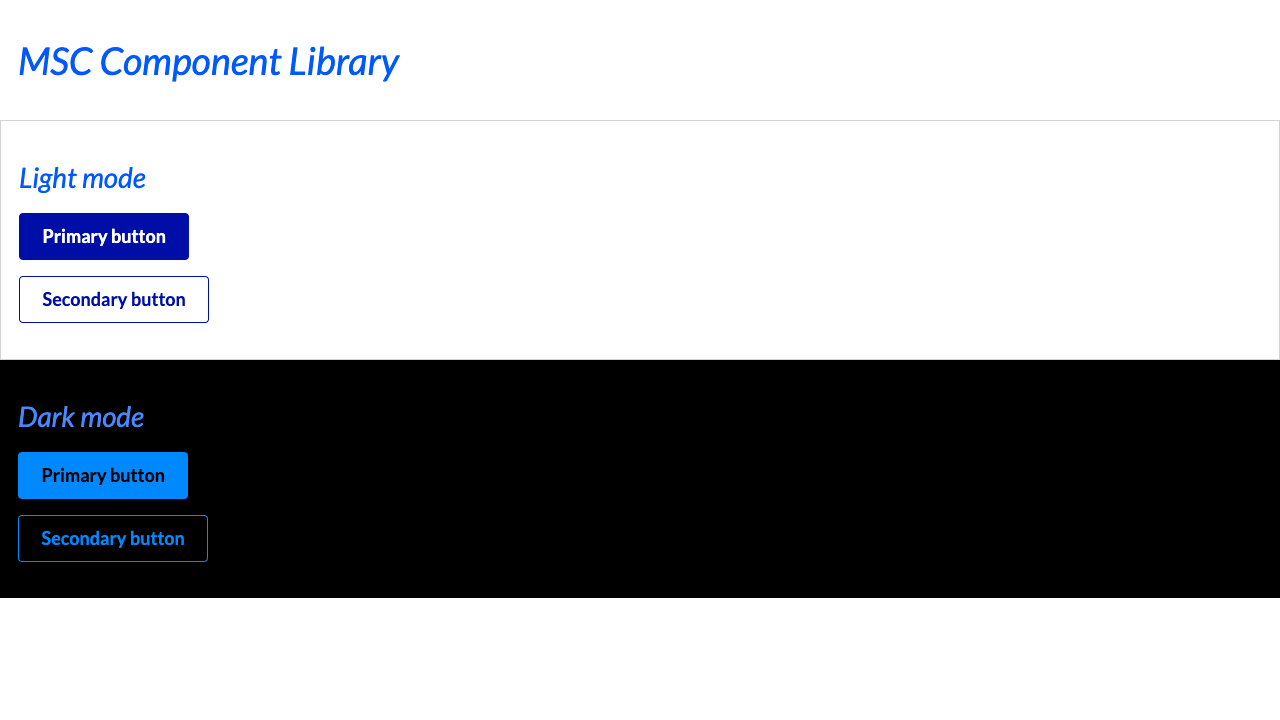 MSC Component Library
Light mode
Primary button
Secondary button
Dark mode
Primary button
Secondary button